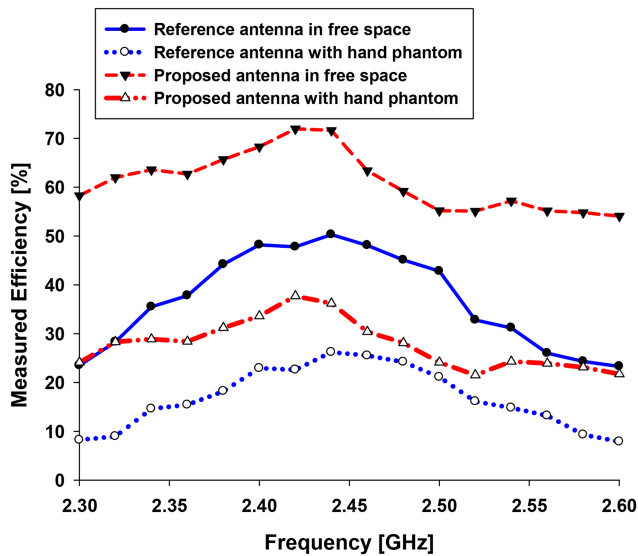 Reference antenna in free space
Reference antenna with hand phantom
Proposed antenna in free space
Proposed antenna with hand phantom
80
70
60
50
40
30
20
10
0
Measured Efficiency [%]
2.30 2.35 2.40 2.45 2.50 2.55 2.60
Frequency [GHz]